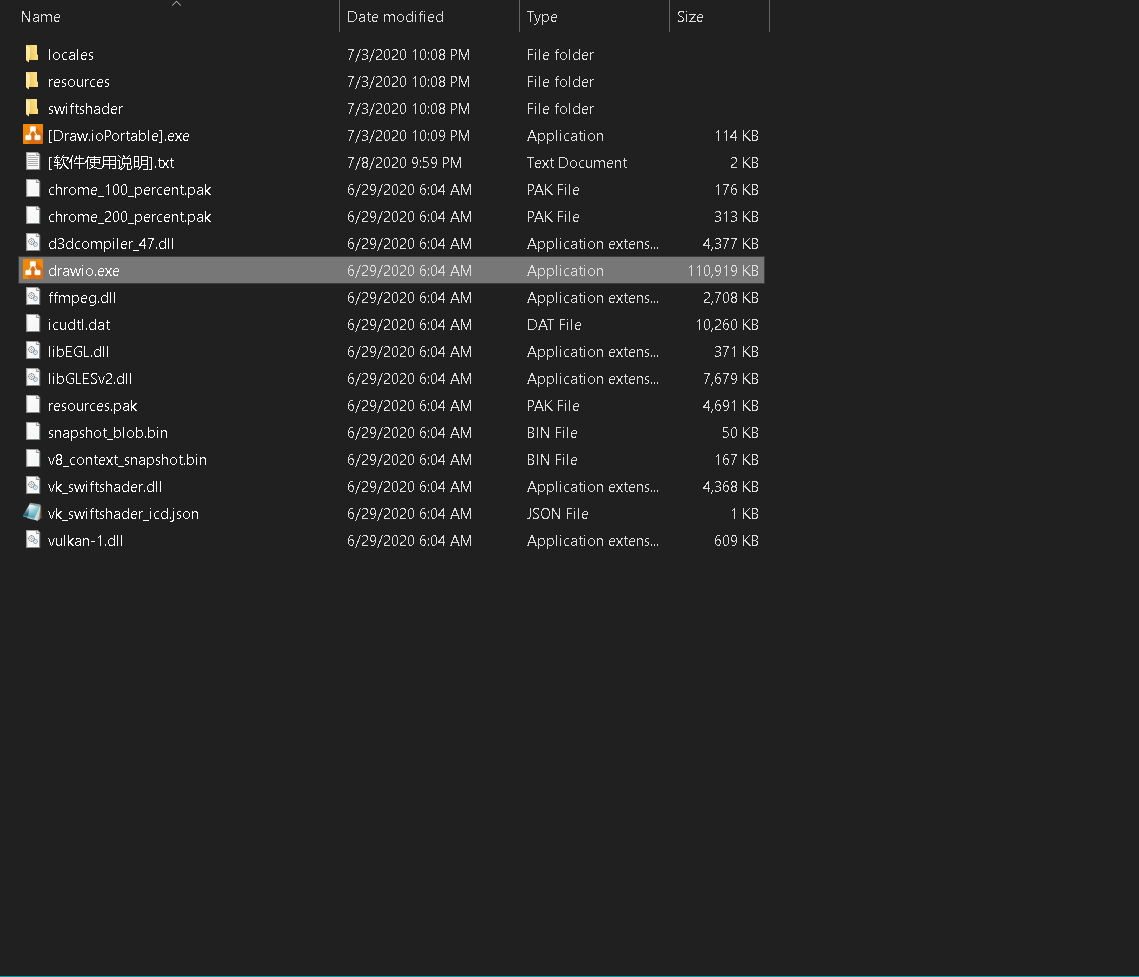 Name Date modified Type Size
locales 7/3/2020 10:08 PM File folder
resources 7/3/2020 10:08 PM File folder
swiftshader 7/3/2020 10:08 PM File folder
[Draw.ioPortable].exe 7/3/2020 10:09 PM Application 114 KB
[软件使用说明].txt 7/8/2020 9:59 PM Text Document 2 KB
chrome_100_percent.pak 6/29/2020 6:04 AM PAK File 176 KB
chrome_200_percent.pak 6/29/2020 6:04 AM PAK File 313 KB
d3dcompiler_47.dll 6/29/2020 6:04 AM Application extens... 4,377 KB
drawio.exe 6/29/2020 6:04 AM Application 110,919 KB
ffmpeg.dll 6/29/2020 6:04 AM Application extens... 2,708 KB
icudtl.dat 6/29/2020 6:04 AM DAT File 10,260 KB
libEGL.dll 6/29/2020 6:04 AM Application extens... 371 KB
libGLESv2.dll 6/29/2020 6:04 AM Application extens... 7,679 KB
resources.pak 6/29/2020 6:04 AM PAK File 4,691 KB
snapshot_blob.bin 6/29/2020 6:04 AM BIN File 50 KB
v8_context_snapshot.bin 6/29/2020 6:04 AM BIN File 167 KB
vk_swiftshader.dll 6/29/2020 6:04 AM Application extens... 4,368 KB
vk_swiftshader_icd.json 6/29/2020 6:04 AM JSON File 1 KB
vulkan-1.dll 6/29/2020 6:04 AM Application extens... 609 KB